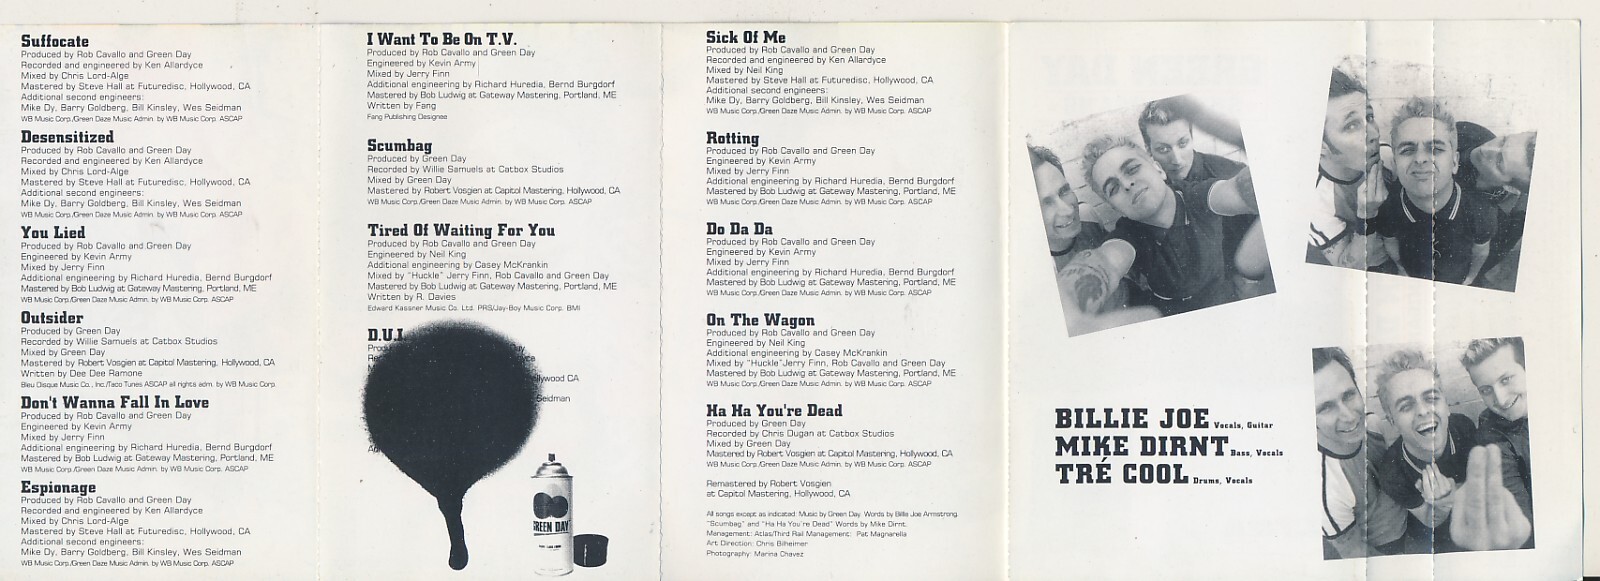 Suffocate
Produced by Rob Cavallo and Green Day
Recorded and engineered by Ken Allardyce
Mixed by Chris Lord-Alge
Mastered by Steve Hall at Futuredisc, Hollywood, CA
Additional second engineers:
Mike Dy, Barry Goldberg, Bill Kinsley, Wes Seidman
WB Music Corp./Green Daze Music Admin. by WB Music Corp. ASCAP
Desensitized
Produced by Rob Cavallo and Green Day
Recorded and engineered by Ken Allardyce
Mixed by Chris Lord-Alge
Mastered by Steve Hall at Futuredisc, Hollywood, CA
Additional second engineers:
Mike Dy, Barry Goldberg, Bill Kinsley, Wes Seidman
WB Music Corp./Green Daze Music Admin. by WB Music Corp. ASCAP
You Lied
Produced by Rob Cavallo and Green Day
Engineered by Kevin Army
Mixed by Jerry Finn
Additional engineering by Richard Huredia, Bernd Burgdorf
Mastered by Bob Ludwig at Gateway Mastering, Portland, ME
WB Music Corp./Green Daze Music Admin. by WB Music Corp. ASCAP
Outsider
Produced by Green Day
Recorded by Willie Samuels at Catbox Studios
Mixed by Green Day
Mastered by Robert Vosgien at Capitol Mastering, Hollywood, CA
Written by Dee Dee Ramone
Bleu Disque Music Co., Inc./Taco Tunes ASCAP all rights adm. by WB Music Corp.
Don't Wanna Fall In Love
Produced by Rob Cavallo and Green Day
Engineered by Kevin Army
Mixed by Jerry Finn
Additional engineering by Richard Huredia, Bernd Burgdorf
Mastered by Bob Ludwig at Gateway Mastering, Portland, ME
WB Music Corp./Green Daze Music Admin. by WB Music Corp. ASCAP
Espionage
Produced by Rob Cavallo and Green Day
Recorded and engineered by Ken Allardyce
Mixed by Chris Lord-Alge
Mastered by Steve Hall at Futuredisc, Hollywood, CA
Additional second engineers:
Mike Dy, Barry Goldberg, Bill Kinsley, Wes Seidman
WB Music Corp./Green Daze Music Admin. by WB Music Corp. ASCAP
I Want To Be On T.V.
Produced by Rob Cavallo and Green Day
Engineered by Kevin Army
Mixed by Jerry Finn
Additional engineering by Richard Huredia, Bernd Burgdorf
Mastered by Bob Ludwig at Gateway Mastering, Portland, ME
Written by Fang
Fang Publishing Designee
Scumbag
Produced by Green Day
Recorded by Willie Samuels at Catbox Studios
Mixed by Green Day
Mastered by Robert Vosgien at Capitol Mastering, Hollywood, CA
WB Music Corp./Green Daze Music Admin. by WB Music Corp. ASCAP
Tired Of Waiting For You
Produced by Rob Cavallo and Green Day
Engineered by Neil King
Additional engineering by Casey McKrankin
Mixed by "Huckle" Jerry Finn, Rob Cavallo and Green Day
Mastered by Bob Ludwig at Gateway Mastering, Portland, ME
Written by R. Davies
Edward Kassner Music Co. Ltd. PRS/Jay-Boy Music Corp. BMI
D.U.I.
CA
Seidman
GREEN DAY
Sick Of Me
Produced by Rob Cavallo and Green Day
Recorded and engineered by Ken Allardyce
Mixed by Neil King
Mastered by Steve Hall at Futuredisc, Hollywood, CA
Additional second engineers:
Mike Dy, Barry Goldberg, Bill Kinsley, Wes Seidman
WB Music Corp./Green Daze Music Admin. by WB Music Corp. ASCAP
Rotting
Produced by Rob Cavallo and Green Day
Engineered by Kevin Army
Mixed by Jerry Finn
Additional engineering by Richard Huredia, Bernd Burgdorf
Mastered by Bob Ludwig at Gateway Mastering, Portland, ME
WB Music Corp./Green Daze Music Admin. by WB Music Corp. ASCAP
Do Da Da
Produced by Rob Cavallo and Green Day
Engineered by Kevin Army
Mixed by Jerry Finn
Additional engineering by Richard Huredia, Bernd Burgdorf
Mastered by Bob Ludwig at Gateway Mastering, Portland, ME
WB Music Corp./Green Daze Music Admin. by WB Music Corp. ASCAP
On The Wagon
Produced by Rob Cavallo and Green Day
Engineered by Neil King
Additional engineering by Casey McKrankin
Mixed by "Huckle" Jerry Finn, Rob Cavallo and Green Day
Mastered by Bob Ludwig at Gateway Mastering, Portland, ME
WB Music Corp./Green Daze Music Admin. by WB Music Corp. ASCAP
Ha Ha You're Dead
Produced by Green Day
Recorded by Chris Dugan at Catbox Studios
Mixed by Green Day
Mastered by Robert Vosgien at Capitol Mastering, Hollywood, CA
WB Music Corp./Green Daze Music Admin. by WB Music Corp. ASCAP
Remastered by Robert Vosgien
at Capitol Mastering, Hollywood, CA
All songs except as indicated: Music by Green Day. Words by Billie Joe Armstrong.
"Scumbag" and "Ha Ha You're Dead" Words by Mike Dirnt.
Management: Atlas/Third Rail Management: Pat Magnarella
Art Direction: Chris Bilheimer
Photography: Marina Chavez
BILLIE JOE Vocals, Guitar
MIKE DIRNT Bass, Vocals
TRÉ COOL Drums, Vocals